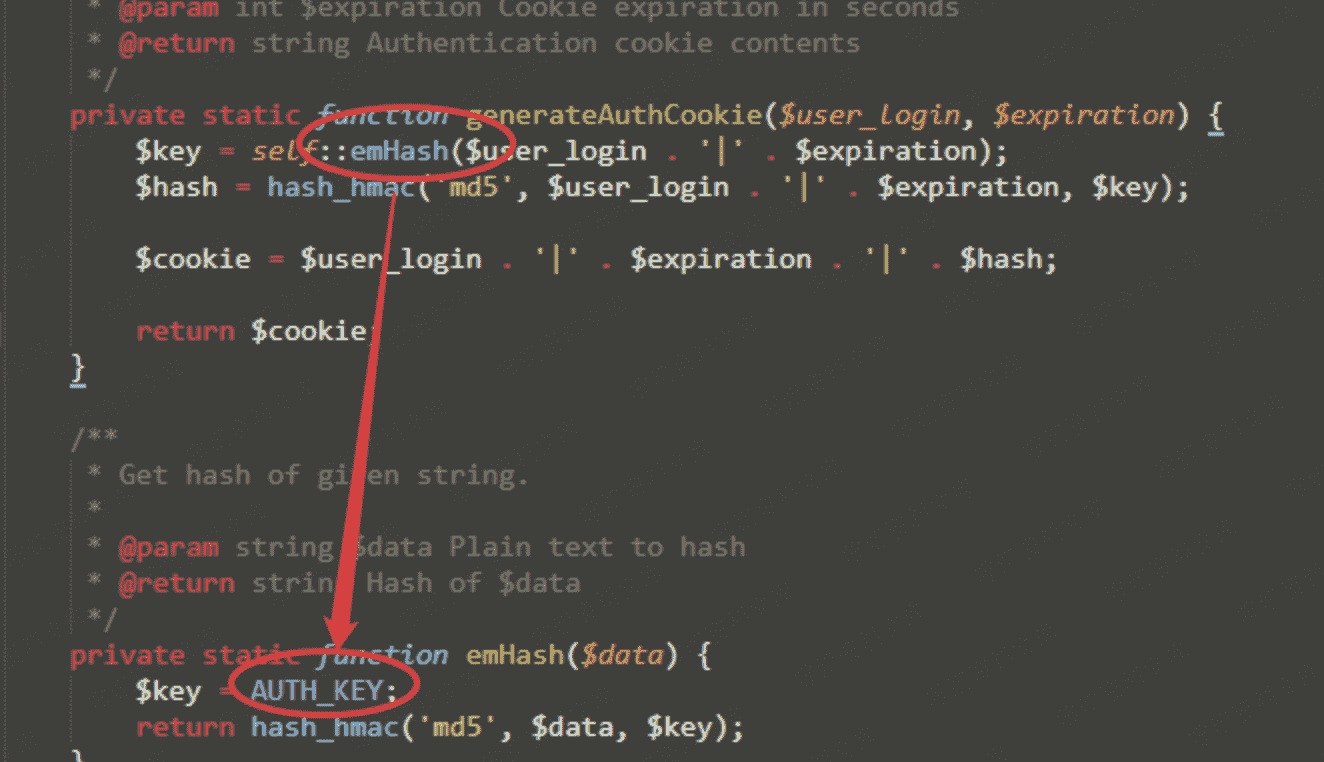 * @param int $expiration Cookie expiration in seconds
* @return string Authentication cookie contents
*/
private static function generateAuthCookie($user_login, $expiration) {
$key = self::emHash($user_login . '|' . $expiration);
$hash = hash_hmac('md5', $user_login . '|' . $expiration, $key);
$cookie = $user_login . '|' . $expiration . '|' . $hash;
return $cookie;
}
/**
* Get hash of given string.
*
* @param string $data Plain text to hash
* @return string Hash of $data
*/
private static function emHash($data) {
$key = AUTH_KEY;
return hash_hmac('md5', $data, $key);
}